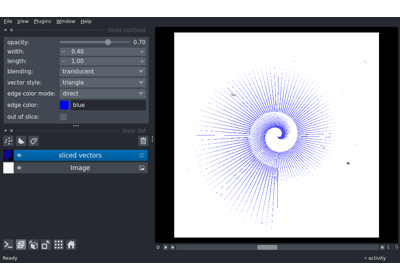 File View Plugins Window Help
layer controls
opacity: 0.70
width: 0.40
length: 1.00
blending: translucent
vector style: triangle
edge color mode: direct
edge color: blue
out of slice:
layer list
sliced vectors
Image
Ready
activity